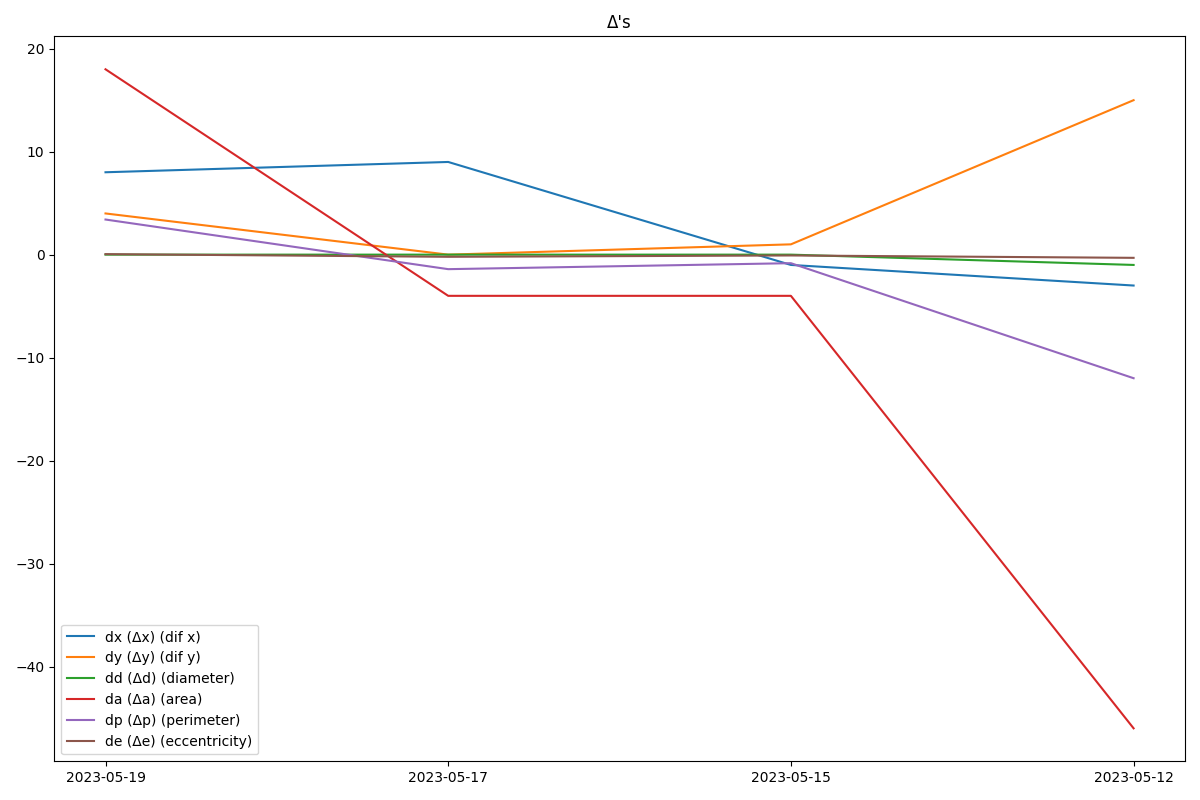 Δ's
20
10
0
−10
−20
−30
−40
dx (Δx) (dif x)
dy (Δy) (dif y)
dd (Δd) (diameter)
da (Δa) (area)
dp (Δp) (perimeter)
de (Δe) (eccentricity)
2023-05-19 2023-05-17 2023-05-15 2023-05-12